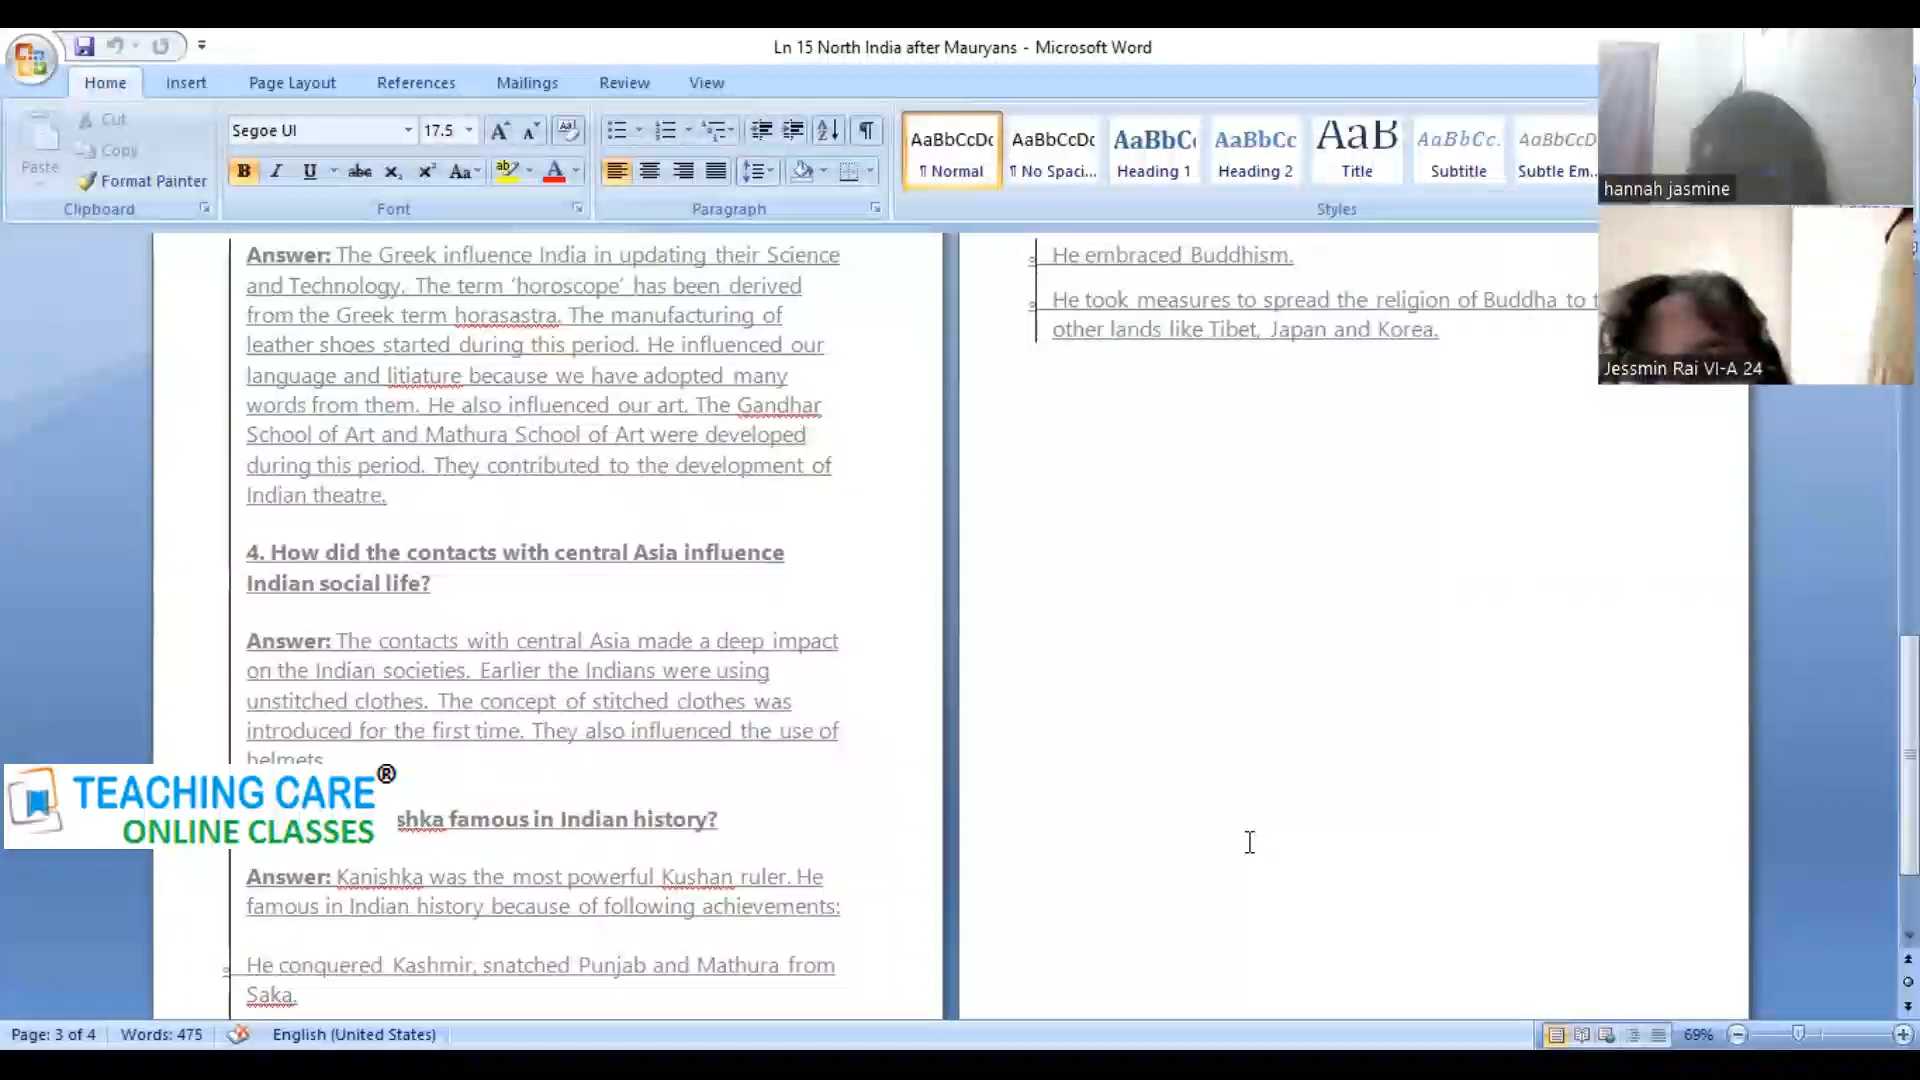 Ln 15 North India after Mauryans - Microsoft Word
Home Insert Page Layout References Mailings Review View
Cut
Copy
Paste
Format Painter
Clipboard
Segoe UI 17.5
Font
Paragraph
AaBbCcDc AaBbCcDc AaBbC AaBbCc AaB AaBbCc. AaBbCcD
¶ Normal ¶ No Spaci... Heading 1 Heading 2 Title Subtitle Subtle Em...
Styles
hannah jasmine
Jessmin Rai VI-A 24
Answer: The Greek influence India in updating their Science
and Technology. The term ‘horoscope’ has been derived
from the Greek term horasastra. The manufacturing of
leather shoes started during this period. He influenced our
language and litiature because we have adopted many
words from them. He also influenced our art. The Gandhar
School of Art and Mathura School of Art were developed
during this period. They contributed to the development of
Indian theatre.
4. How did the contacts with central Asia influence
Indian social life?
Answer: The contacts with central Asia made a deep impact
on the Indian societies. Earlier the Indians were using
unstitched clothes. The concept of stitched clothes was
introduced for the first time. They also influenced the use of
helmets.
shka famous in Indian history?
Answer: Kanishka was the most powerful Kushan ruler. He
famous in Indian history because of following achievements:
He conquered Kashmir, snatched Punjab and Mathura from
Saka.
He embraced Buddhism.
He took measures to spread the religion of Buddha to
other lands like Tibet, Japan and Korea.
TEACHING CARE®
ONLINE CLASSES
Page: 3 of 4 Words: 475 English (United States) 69%